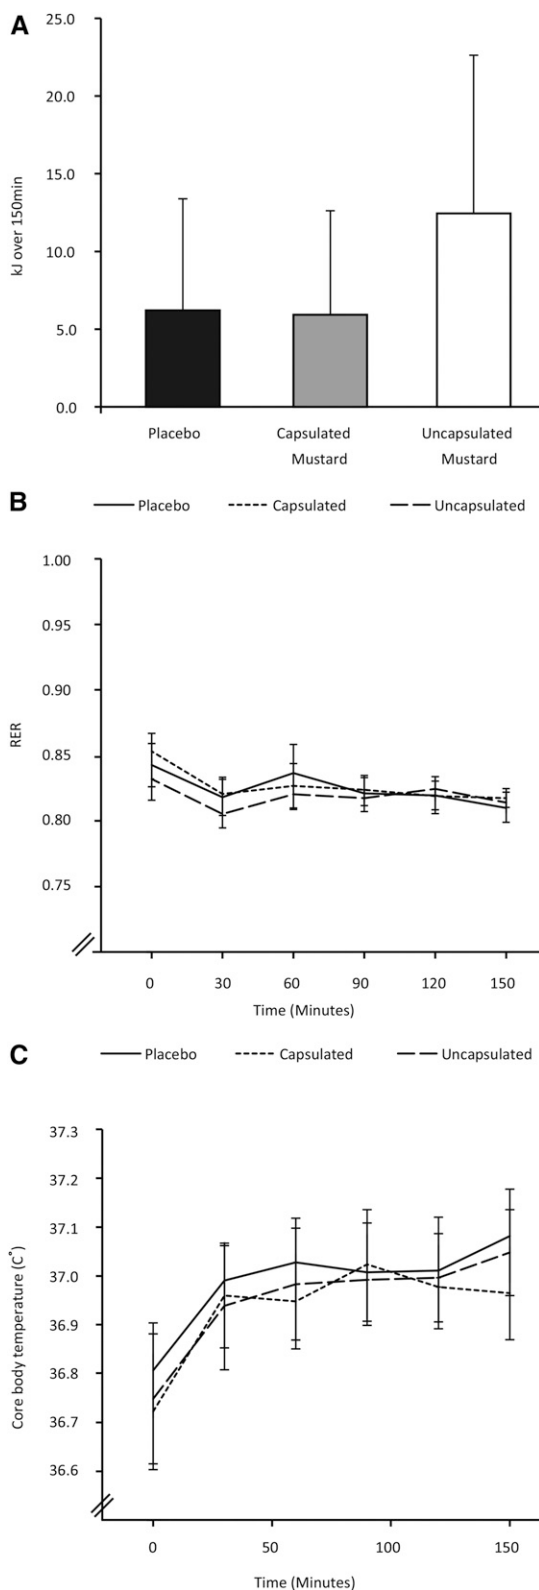 A
25.0
20.0
15.0
10.0
5.0
0.0
kJ over 150min
Placebo
Capsulated
Mustard
Uncapsulated
Mustard
B
Placebo Capsulated Uncapsulated
1.00
0.95
0.90
0.85
0.80
0.75
RER
0 30 60 90 120 150
Time (Minutes)
C
Placebo Capsulated Uncapsulated
37.3
37.2
37.1
37.0
36.9
36.8
36.7
36.6
Core body temperature (C°)
0 50 100 150
Time (Minutes)